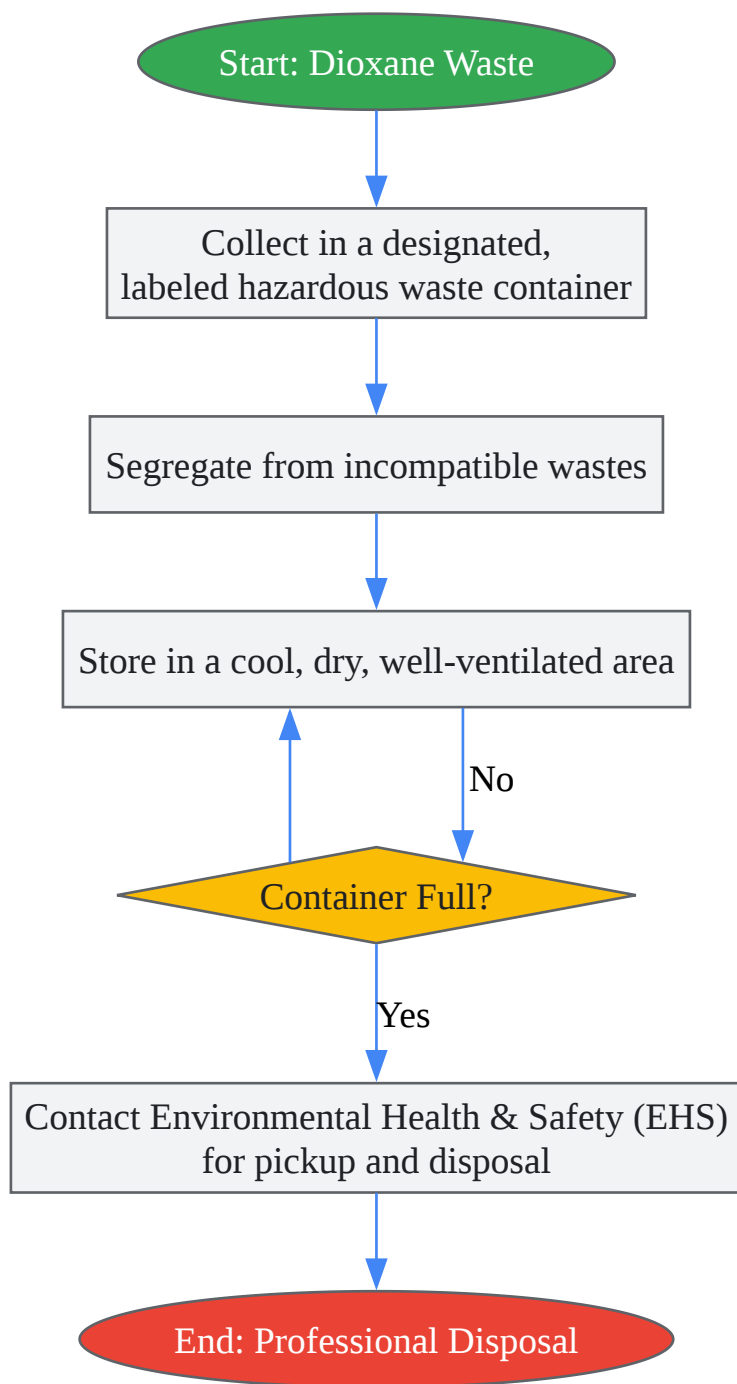 Start: Dioxane Waste
Collect in a designated,
labeled hazardous waste container
Segregate from incompatible wastes
Store in a cool, dry, well-ventilated area
No
Container Full?
Yes
Contact Environmental Health & Safety (EHS)
for pickup and disposal
End: Professional Disposal